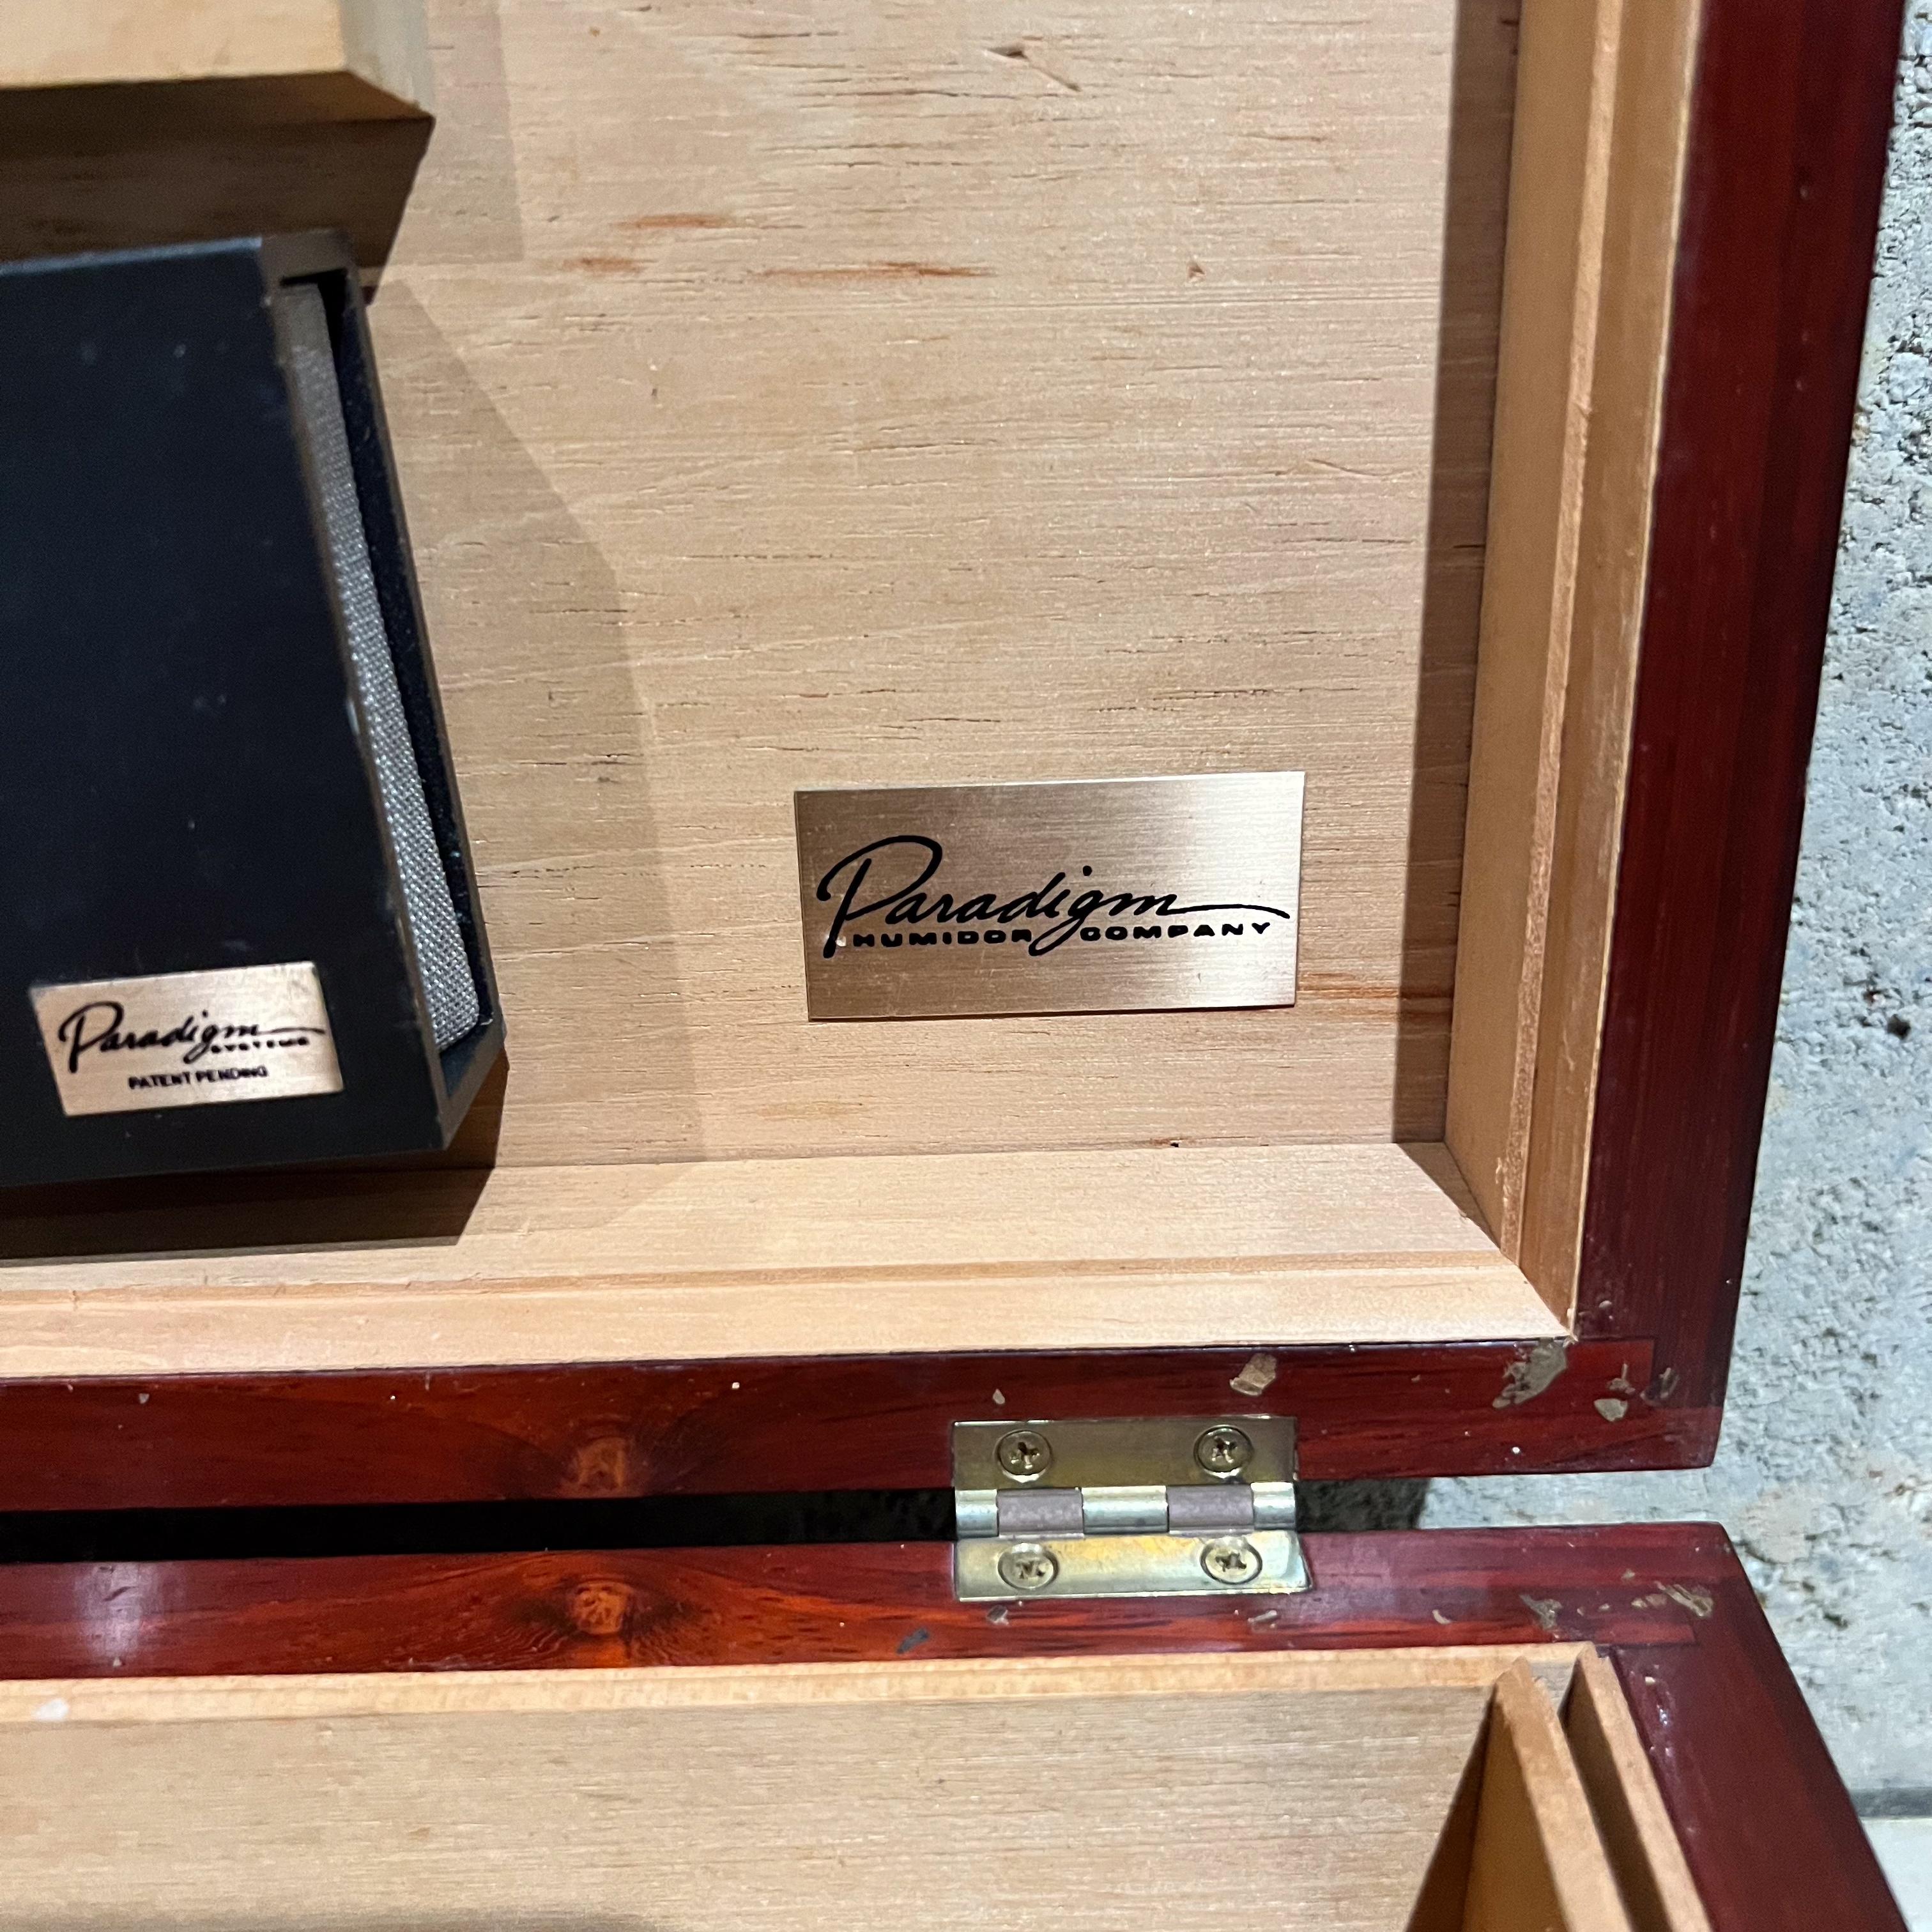 Paradigm
HUMIDOR COMPANY
Paradigm
SYSTEMS
PATENT PENDING